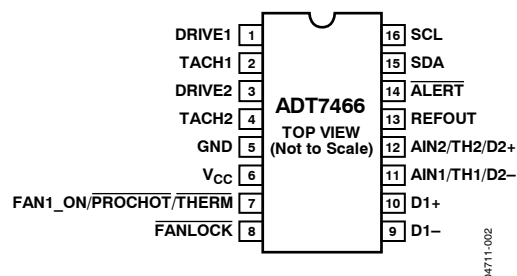 DRIVE1 1
TACH1 2
DRIVE2 3
TACH2 4
GND 5
VCC 6
FAN1_ON/PROCHOT/THERM 7
FANLOCK 8
ADT7466
TOP VIEW
(Not to Scale)
16 SCL
15 SDA
14 ALERT
13 REFOUT
12 AIN2/TH2/D2+
11 AIN1/TH1/D2–
10 D1+
9 D1–
04711-002